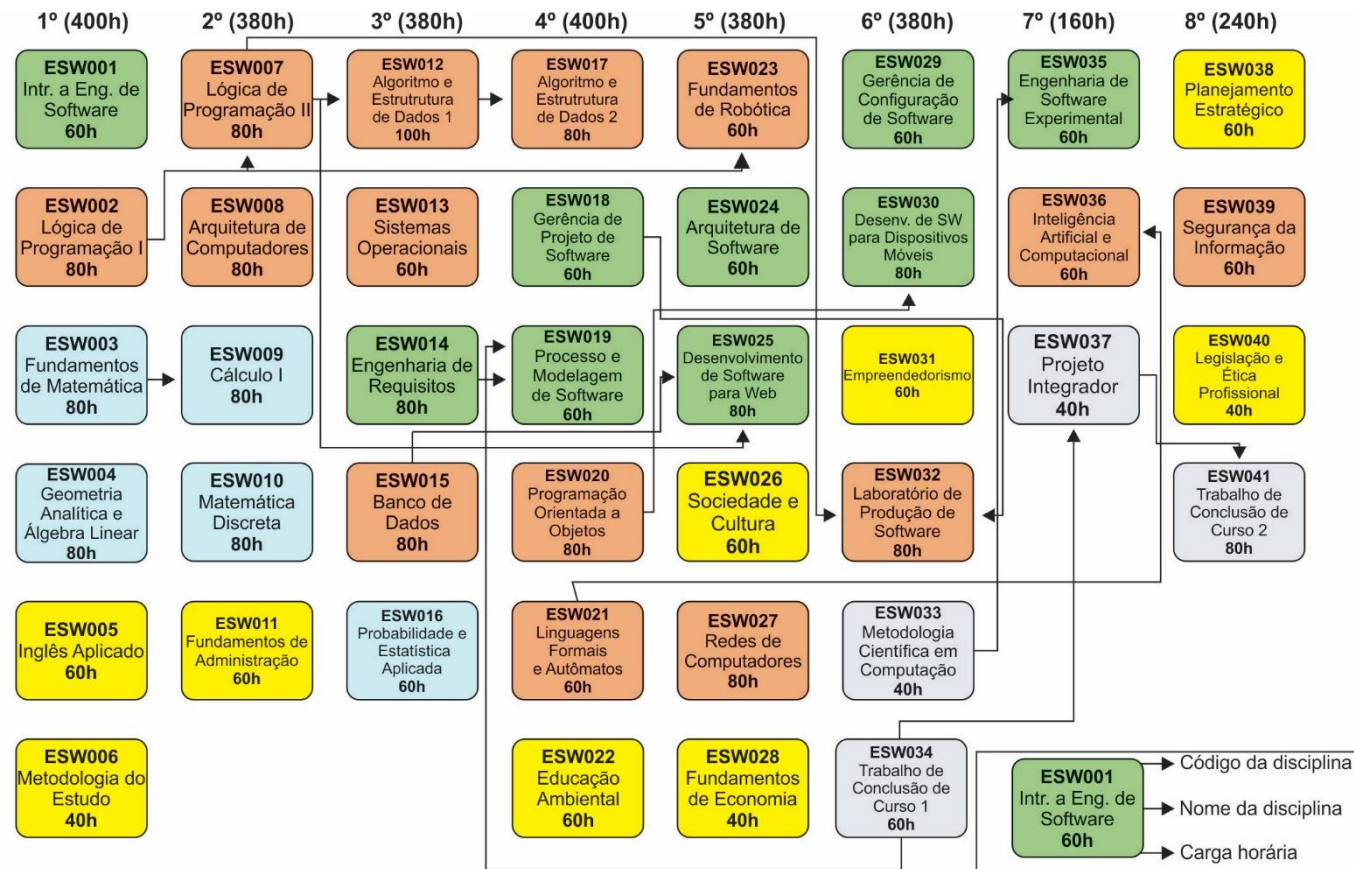 1º (400h)
2º (380h)
3º (380h)
4º (400h)
5º (380h)
6º (380h)
7º (160h)
8º (240h)
ESW001
Intr. a Eng. de
Software
60h
ESW007
Lógica de
Programação II
80h
ESW012
Algoritmo e
Estrutrutura
de Dados 1
100h
ESW017
Algoritmo e
Estrutrutura
de Dados 2
80h
ESW023
Fundamentos
de Robótica
60h
ESW029
Gerência de
Configuração
de Software
60h
ESW035
Engenharia de
Software
Experimental
60h
ESW038
Planejamento
Estratégico
60h
ESW002
Lógica de
Programação I
80h
ESW008
Arquitetura de
Computadores
80h
ESW013
Sistemas
Operacionais
60h
ESW018
Gerência de
Projeto de
Software
60h
ESW024
Arquitetura de
Software
60h
ESW030
Desenv. de SW
para Dispositivos
Móveis
80h
ESW036
Inteligência
Artificial e
Computacional
60h
ESW039
Segurança da
Informação
60h
ESW003
Fundamentos
de Matemática
80h
ESW009
Cálculo I
80h
ESW014
Engenharia de
Requisitos
80h
ESW019
Processo e
Modelagem
de Software
60h
ESW025
Desenvolvimento
de Software
para Web
80h
ESW031
Empreendedorismo
60h
ESW037
Projeto
Integrador
40h
ESW040
Legislação e
Ética
Profissional
40h
ESW004
Geometria
Analítica e
Álgebra Linear
80h
ESW010
Matemática
Discreta
80h
ESW015
Banco de
Dados
80h
ESW020
Programação
Orientada a
Objetos
80h
ESW026
Sociedade e
Cultura
60h
ESW032
Laboratório de
Produção de
Software
80h
ESW041
Trabalho de
Conclusão de
Curso 2
80h
ESW005
Inglês Aplicado
60h
ESW011
Fundamentos de
Administração
60h
ESW016
Probabilidade e
Estatística
Aplicada
60h
ESW021
Linguagens
Formais
e Autômatos
60h
ESW027
Redes de
Computadores
80h
ESW033
Metodologia
Científica em
Computação
40h
ESW006
Metodologia do
Estudo
40h
ESW022
Educação
Ambiental
60h
ESW028
Fundamentos
de Economia
40h
ESW034
Trabalho de
Conclusão de
Curso 1
60h
ESW001
Intr. a Eng. de
Software
60h
Código da disciplina
Nome da disciplina
Carga horária